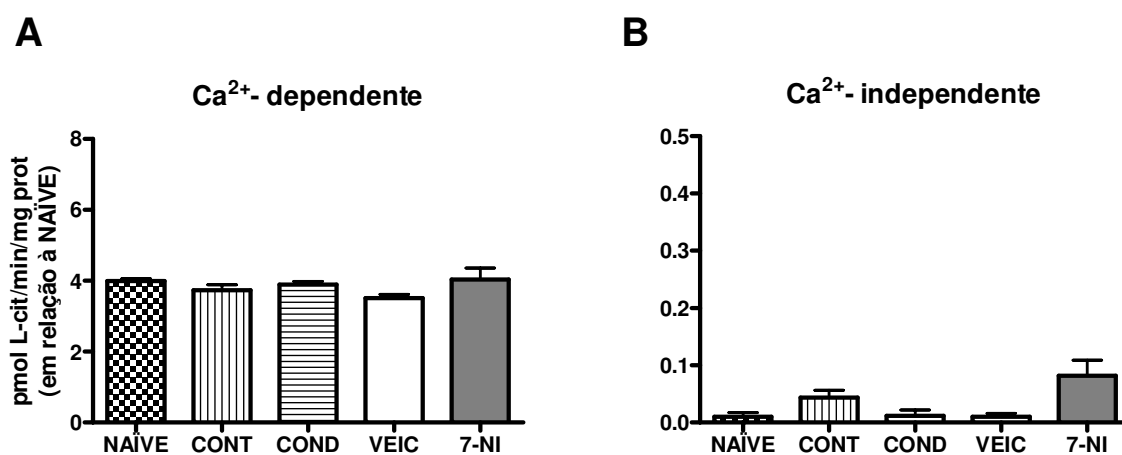 A
Ca²⁺- dependente
pmol L-cit/min/mg prot
(em relação à NAÏVE)
8
6
4
2
0
NAÏVE CONT COND VEIC 7-NI
B
Ca²⁺- independente
0.5
0.4
0.3
0.2
0.1
0.0
NAÏVE CONT COND VEIC 7-NI